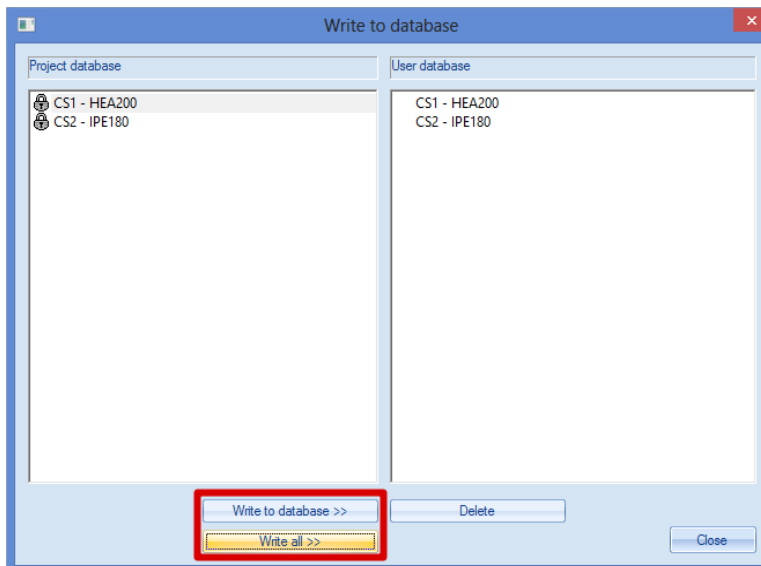 Write to database
Project database
User database
CS1 - HEA200
CS2 - IPE180
CS1 - HEA200
CS2 - IPE180
Write to database >>
Delete
Write all >>
Close